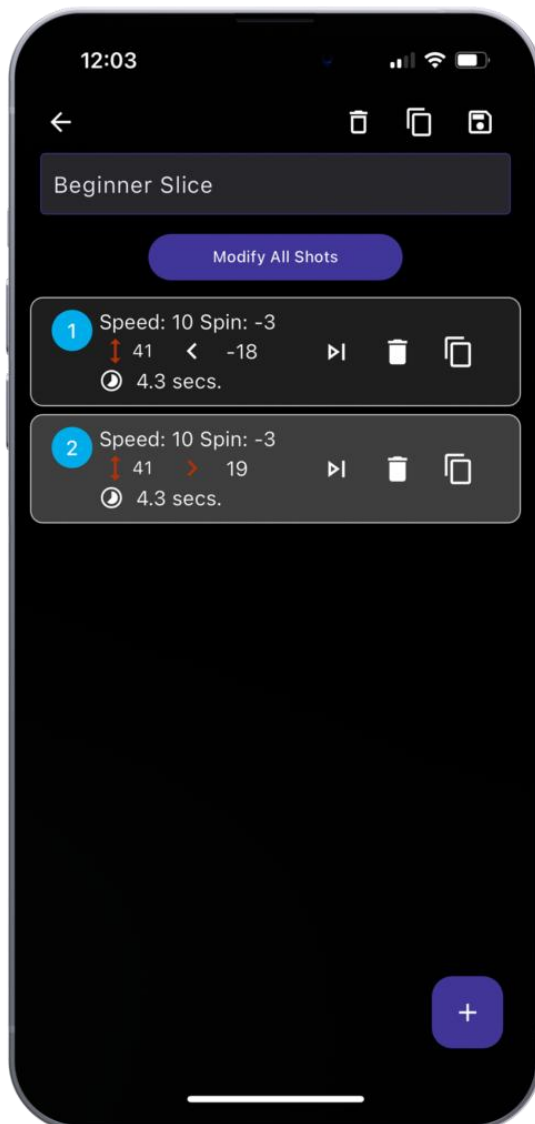 12:03
Beginner Slice
Modify All Shots
1
Speed: 10 Spin: -3
41 < -18
4.3 secs.
2
Speed: 10 Spin: -3
41 > 19
4.3 secs.
+